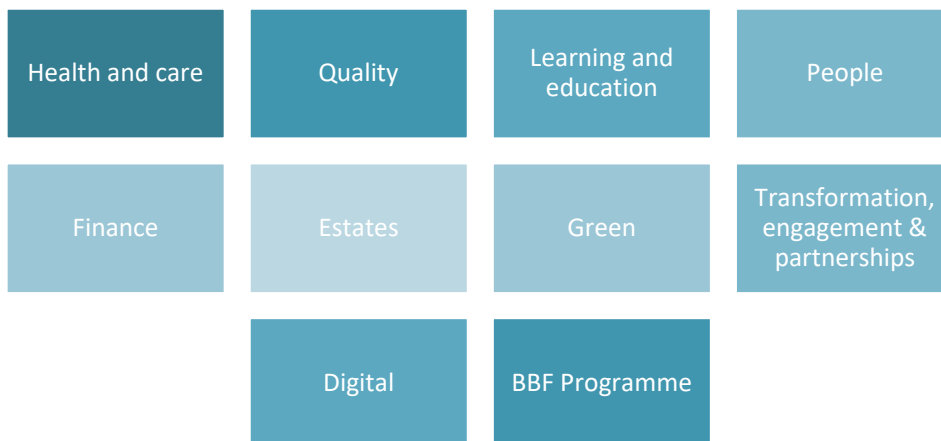 Health and care
Quality
Learning and
education
People
Finance
Estates
Green
Transformation,
engagement &
partnerships
Digital
BBF Programme